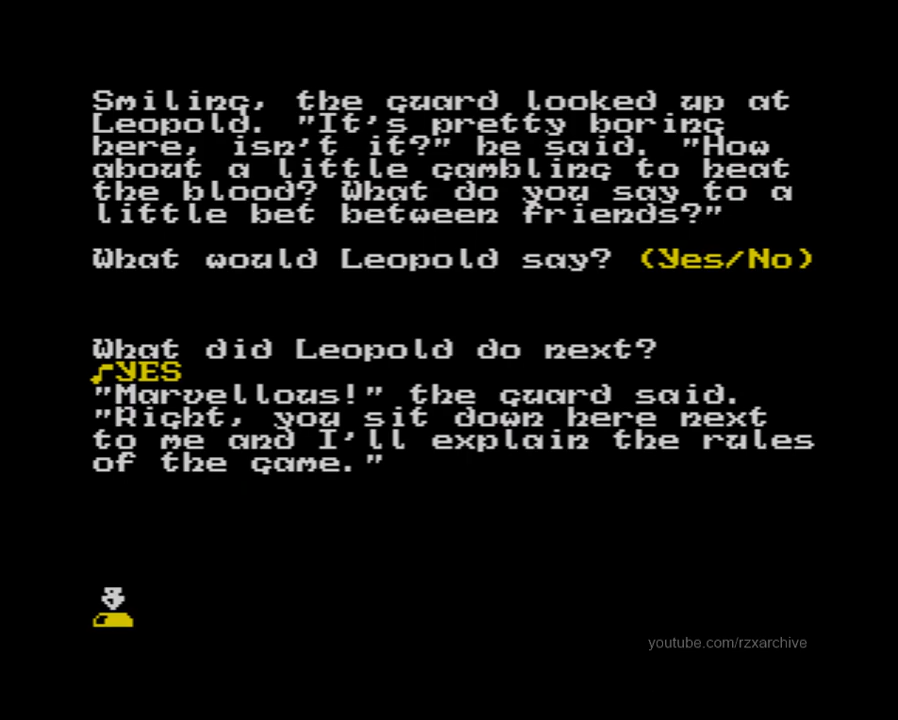 Smiling, the guard looked up at
Leopold. "It's pretty boring
here, isn't it?" he said. "How
about a little gambling to heat
the blood? What do you say to a
little bet between friends?"
What would Leopold say? (Yes/No)
What did Leopold do next?
YES
"Marvellous!" the guard said.
"Right, you sit down here next
to me and I'll explain the rules
of the game."
youtube.com/rzxarchive